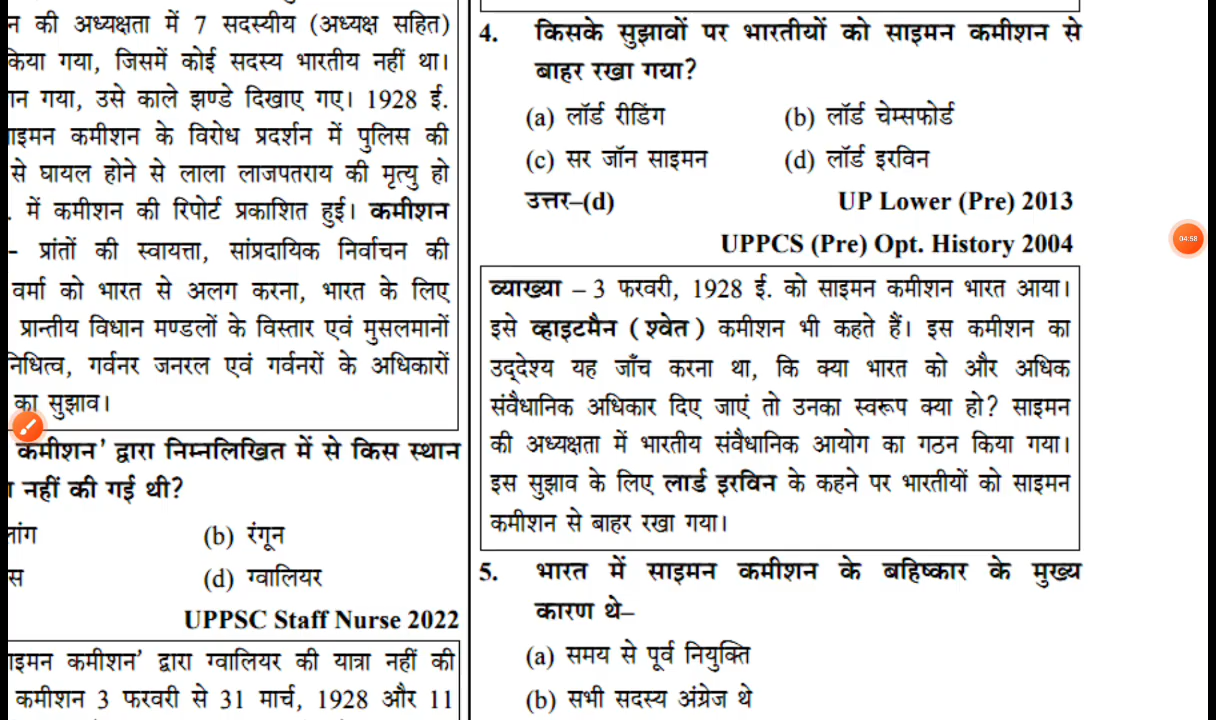 की अध्यक्षता में 7 सदस्यीय (अध्यक्ष सहित)
किया गया, जिसमें कोई सदस्य भारतीय नहीं था।
गया, उसे काले झण्डे दिखाए गए। 1928 ई.
कमीशन के विरोध प्रदर्शन में पुलिस की
से घायल होने से लाला लाजपतराय की मृत्यु हो
. में कमीशन की रिपोर्ट प्रकाशित हुई। कमीशन
– प्रांतों की स्वायत्ता, सांप्रदायिक निर्वाचन की
वर्मा को भारत से अलग करना, भारत के लिए
प्रान्तीय विधान मण्डलों के विस्तार एवं मुसलमानों
गर्वनर जनरल एवं गर्वनरों के अधिकारों
का सुझाव।
कमीशन' द्वारा निम्नलिखित में से किस स्थान
नहीं की गई थी?
(b) रंगून
(d) ग्वालियर
UPPSC Staff Nurse 2022
कमीशन' द्वारा ग्वालियर की यात्रा नहीं की
कमीशन 3 फरवरी से 31 मार्च, 1928 और 11
4. किसके सुझावों पर भारतीयों को साइमन कमीशन से
बाहर रखा गया?
(a) लॉर्ड रीडिंग (b) लॉर्ड चेम्सफोर्ड
(c) सर जॉन साइमन (d) लॉर्ड इरविन
उत्तर–(d) UP Lower (Pre) 2013
UPPCS (Pre) Opt. History 2004
व्याख्या – 3 फरवरी, 1928 ई. को साइमन कमीशन भारत आया।
इसे व्हाइटमैन (श्वेत) कमीशन भी कहते हैं। इस कमीशन का
उद्देश्य यह जाँच करना था, कि क्या भारत को और अधिक
संवैधानिक अधिकार दिए जाएं तो उनका स्वरूप क्या हो? साइमन
की अध्यक्षता में भारतीय संवैधानिक आयोग का गठन किया गया।
इस सुझाव के लिए लार्ड इरविन के कहने पर भारतीयों को साइमन
कमीशन से बाहर रखा गया।
5. भारत में साइमन कमीशन के बहिष्कार के मुख्य
कारण थे–
(a) समय से पूर्व नियुक्ति
(b) सभी सदस्य अंग्रेज थे
04:58